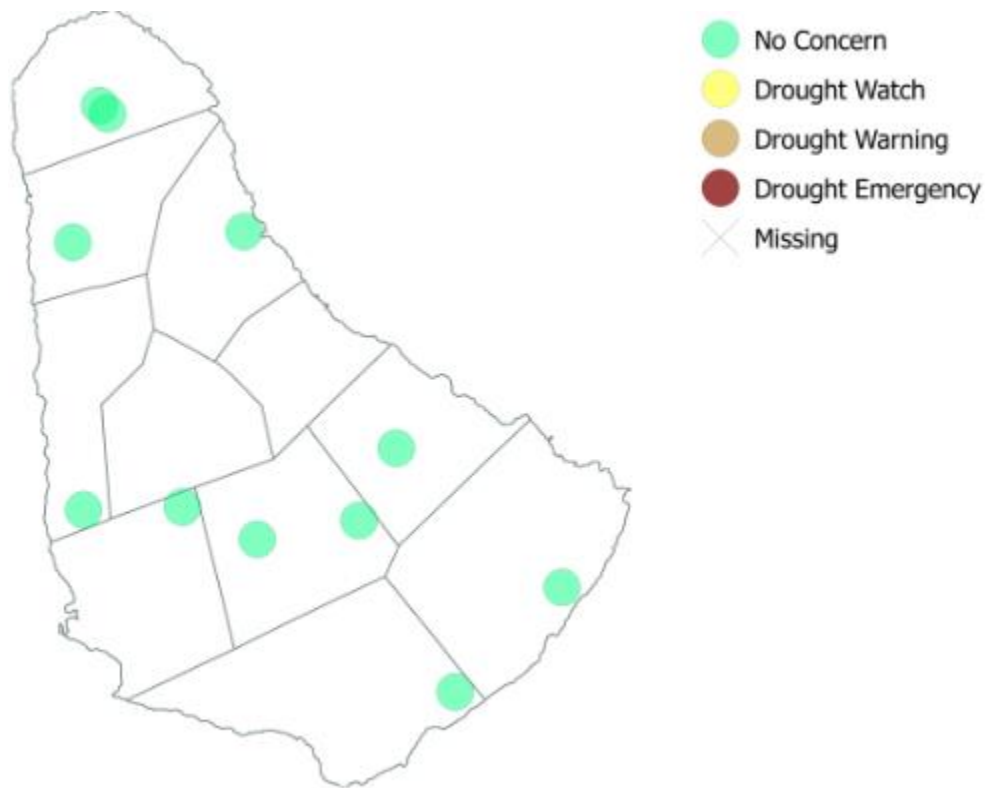 No Concern
Drought Watch
Drought Warning
Drought Emergency
Missing